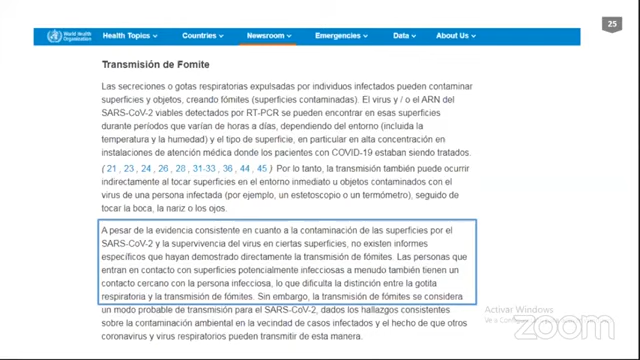 25
World Health Organization
Health Topics Countries Newsroom Emergencies Data About Us
Transmisión de Fomite
Las secreciones o gotas respiratorias expulsadas por individuos infectados pueden contaminar
superficies y objetos, creando fómites (superficies contaminadas). El virus y / o el ARN del
SARS-CoV-2 viables detectados por RT-PCR se pueden encontrar en esas superficies
durante períodos que varían de horas a días, dependiendo del entorno (incluida la
temperatura y la humedad) y el tipo de superficie, en particular en alta concentración en
instalaciones de atención médica donde los pacientes con COVID-19 estaban siendo tratados.
( 21 , 23 , 24 , 26 , 28 , 31-33 , 36 , 44 , 45 ) Por lo tanto, la transmisión también puede ocurrir
indirectamente al tocar superficies en el entorno inmediato u objetos contaminados con el
virus de una persona infectada (por ejemplo, un estetoscopio o un termómetro), seguido de
tocar la boca, la nariz o los ojos.
A pesar de la evidencia consistente en cuanto a la contaminación de las superficies por el
SARS-CoV-2 y la supervivencia del virus en ciertas superficies, no existen informes
específicos que hayan demostrado directamente la transmisión de fómites. Las personas que
entran en contacto con superficies potencialmente infecciosas a menudo también tienen un
contacto cercano con la persona infecciosa, lo que dificulta la distinción entre la gotita
respiratoria y la transmisión de fómites. Sin embargo, la transmisión de fómites se considera
un modo probable de transmisión para el SARS-CoV-2, dados los hallazgos consistentes
sobre la contaminación ambiental en la vecindad de casos infectados y el hecho de que otros
coronavirus y virus respiratorios pueden transmitir de esta manera.
Activar Windows
zoom